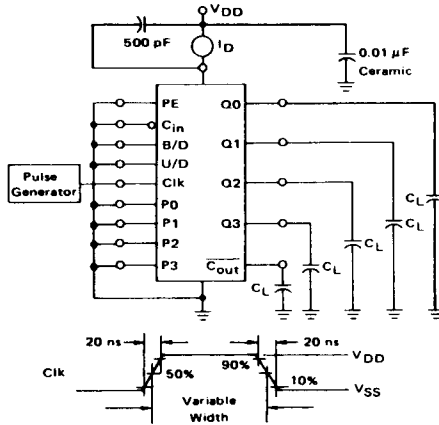 VDD
500 pF
ID
0.01 μF
Ceramic
PE
Q0
Cin
B/D
Q1
U/D
Pulse
Generator
Clk
Q2
P0
P1
Q3
P2
P3
Cout
CL
CL
CL
CL
CL
20 ns
20 ns
Clk
50%
90%
10%
VDD
VSS
Variable
Width